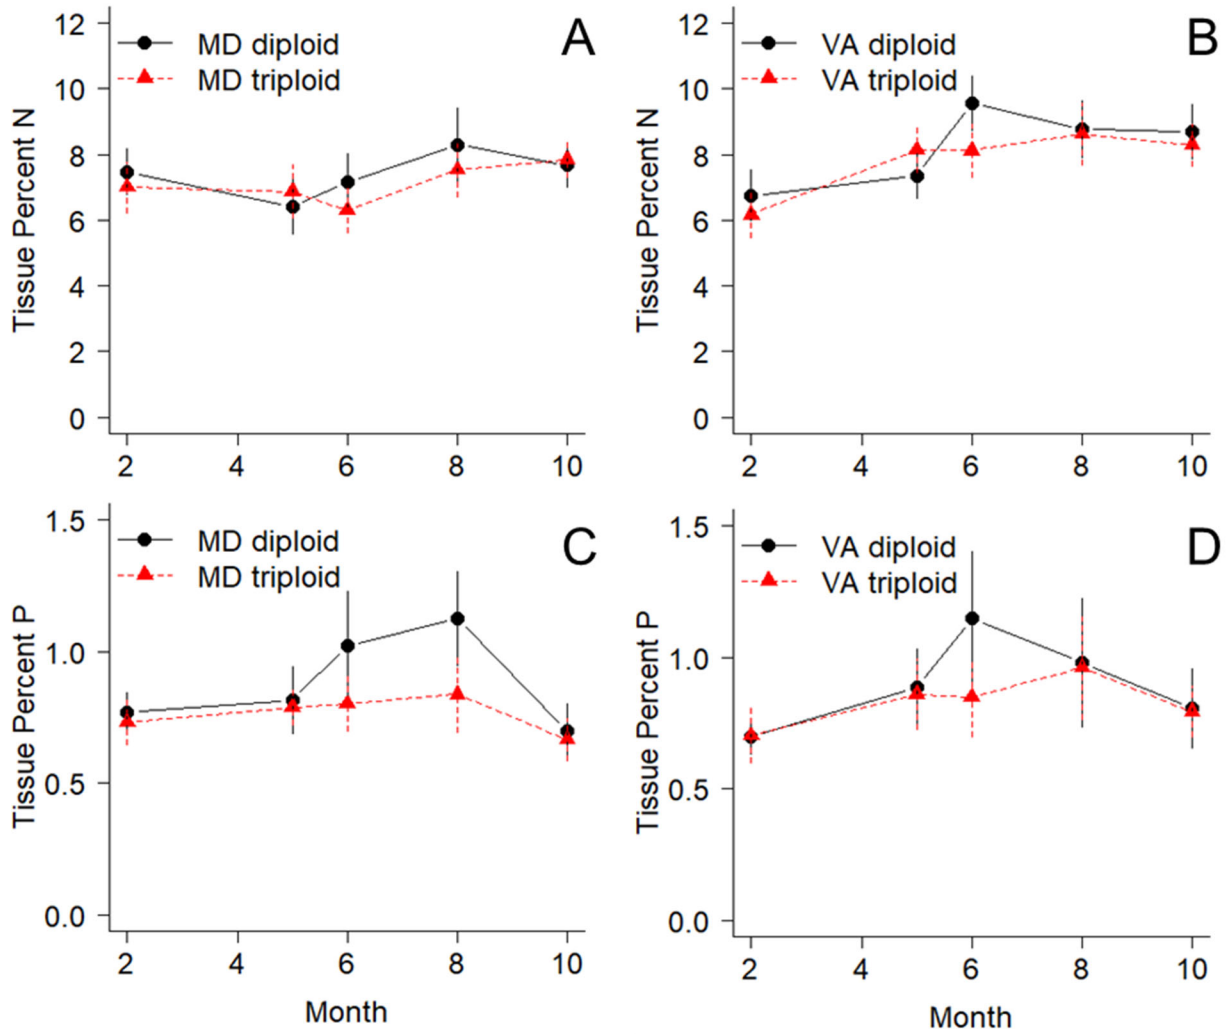 A
MD diploid
MD triploid
Tissue Percent N
12
10
8
6
4
2
0
2 4 6 8 10
B
VA diploid
VA triploid
Tissue Percent N
12
10
8
6
4
2
0
2 4 6 8 10
C
MD diploid
MD triploid
Tissue Percent P
1.5
1.0
0.5
0.0
2 4 6 8 10
Month
D
VA diploid
VA triploid
Tissue Percent P
1.5
1.0
0.5
0.0
2 4 6 8 10
Month